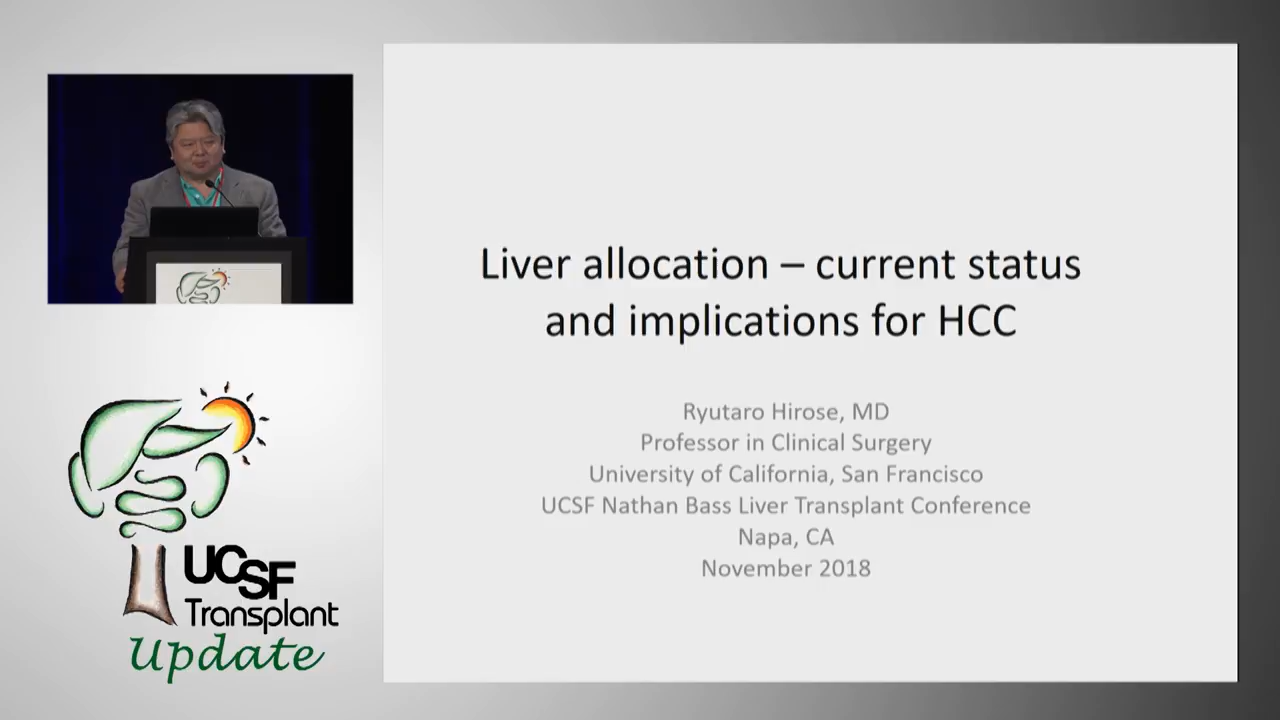 Liver allocation – current status
and implications for HCC
Ryutaro Hirose, MD
Professor in Clinical Surgery
University of California, San Francisco
UCSF Nathan Bass Liver Transplant Conference
Napa, CA
November 2018
UCSF
Transplant
Update